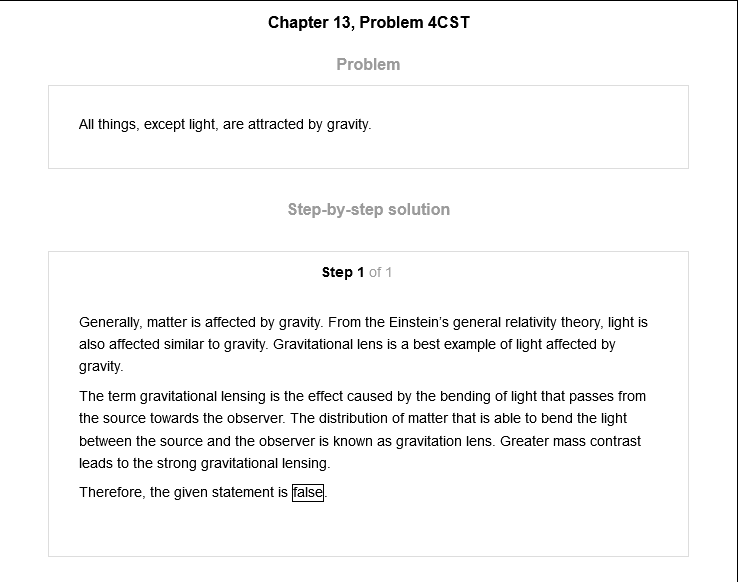 Chapter 13, Problem 4CST
Problem
All things, except light, are attracted by gravity.
Step-by-step solution
Step 1 of 1
Generally, matter is affected by gravity. From the Einstein's general relativity theory, light is
also affected similar to gravity. Gravitational lens is a best example of light affected by
gravity.
The term gravitational lensing is the effect caused by the bending of light that passes from
the source towards the observer. The distribution of matter that is able to bend the light
between the source and the observer is known as gravitation lens. Greater mass contrast
leads to the strong gravitational lensing.
Therefore, the given statement is false.